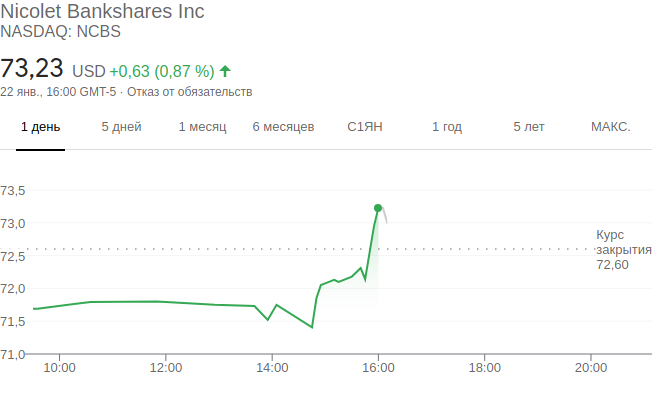 Nicolet Bankshares Inc
NASDAQ: NCBS
73,23 USD +0,63 (0,87 %)
22 янв., 16:00 GMT-5 · Отказ от обязательств
1 день 5 дней 1 месяц 6 месяцев С1ЯН 1 год 5 лет МАКС.
73,5
73,0
72,5
72,0
71,5
71,0
Курс
закрытия
72,60
10:00 12:00 14:00 16:00 18:00 20:00